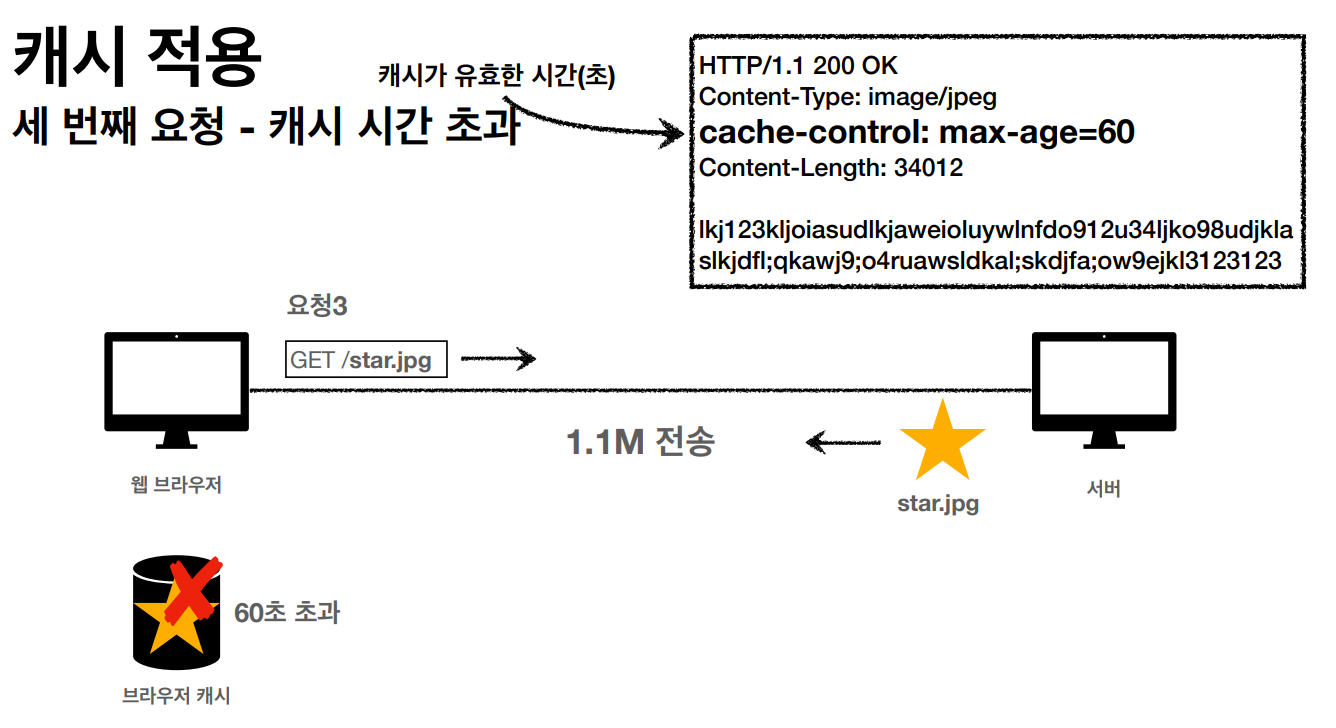 캐시 적용
세 번째 요청 - 캐시 시간 초과
캐시가 유효한 시간(초)
HTTP/1.1 200 OK
Content-Type: image/jpeg
cache-control: max-age=60
Content-Length: 34012
lkj123kljoiasudlkjaweioluywlnfdo912u34ljko98udjkla
slkjdfl;qkawj9;o4ruawsldkal;skdjfa;ow9ejkl3123123
요청3
GET /star.jpg
1.1M 전송
star.jpg
웹 브라우저
서버
60초 초과
브라우저 캐시